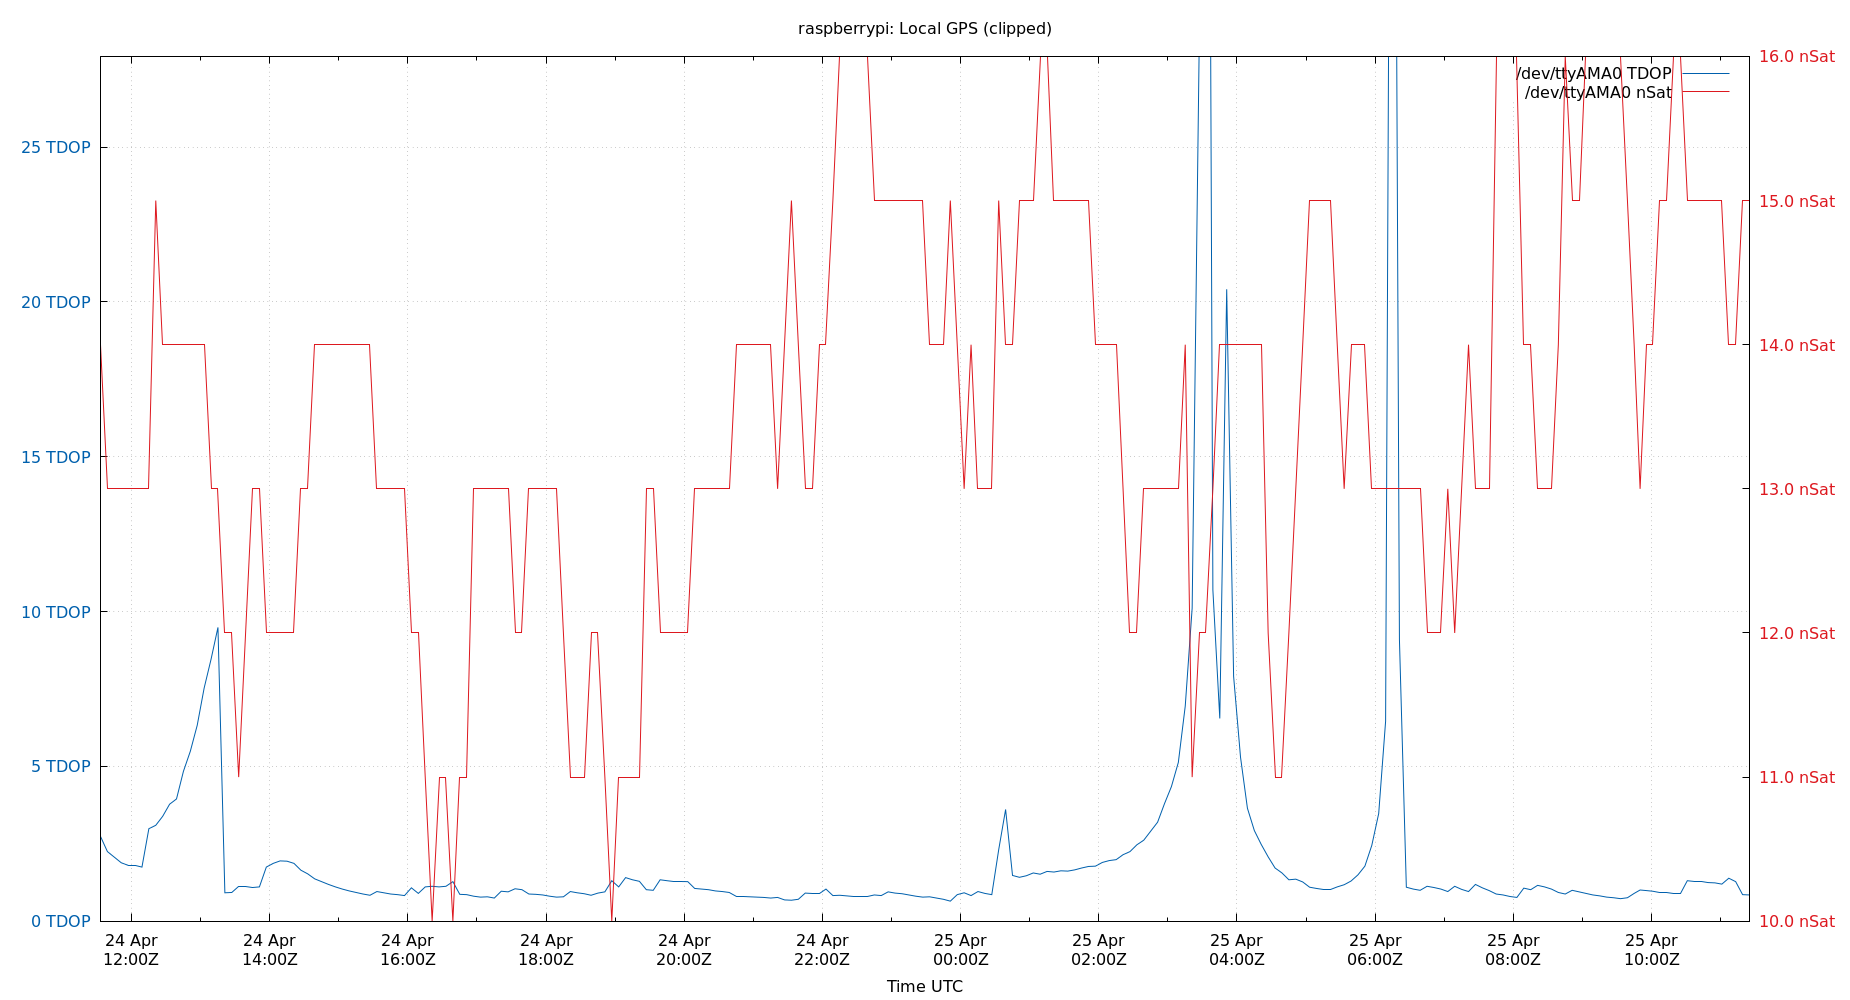 raspberrypi: Local GPS (clipped)
16.0 nSat
/dev/ttyAMA0 TDOP
/dev/ttyAMA0 nSat
25 TDOP
15.0 nSat
20 TDOP
14.0 nSat
15 TDOP
13.0 nSat
10 TDOP
12.0 nSat
5 TDOP
11.0 nSat
0 TDOP
10.0 nSat
24 Apr 24 Apr 24 Apr 24 Apr 24 Apr 24 Apr 25 Apr 25 Apr 25 Apr 25 Apr 25 Apr 25 Apr
12:00Z 14:00Z 16:00Z 18:00Z 20:00Z 22:00Z 00:00Z 02:00Z 04:00Z 06:00Z 08:00Z 10:00Z
Time UTC